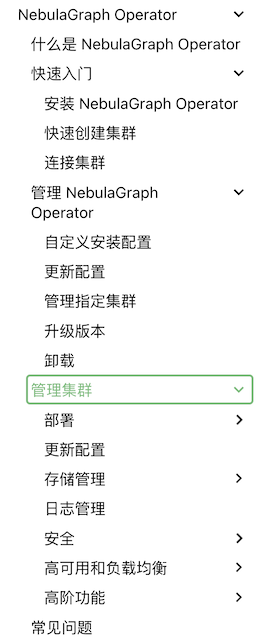 NebulaGraph Operator
什么是 NebulaGraph Operator
快速入门
安装 NebulaGraph Operator
快速创建集群
连接集群
管理 NebulaGraph
Operator
自定义安装配置
更新配置
管理指定集群
升级版本
卸载
管理集群
部署
更新配置
存储管理
日志管理
安全
高可用和负载均衡
高阶功能
常见问题